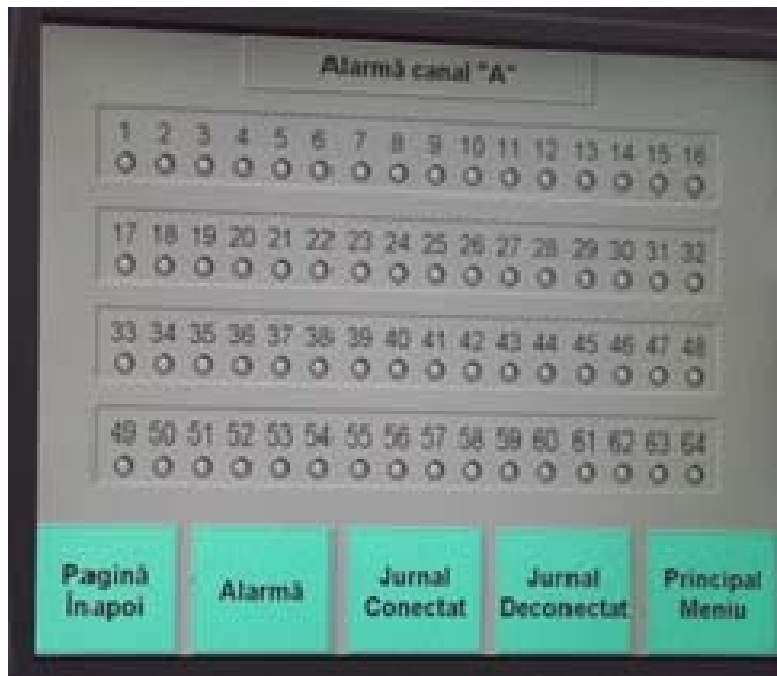 Alarmă canal "A"
1 2 3 4 5 6 7 8 9 10 11 12 13 14 15 16
17 18 19 20 21 22 23 24 25 26 27 28 29 30 31 32
33 34 35 36 37 38 39 40 41 42 43 44 45 46 47 48
49 50 51 52 53 54 55 56 57 58 59 60 61 62 63 64
Pagină
Înapoi
Alarmă
Jurnal
Conectat
Jurnal
Deconectat
Principal
Meniu